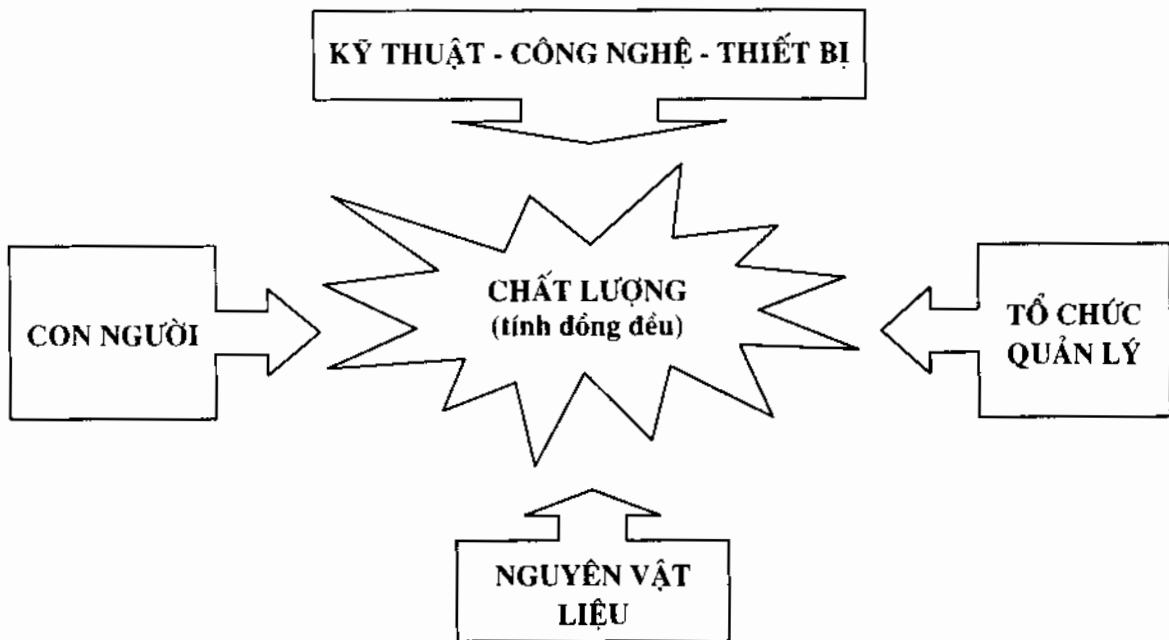 KỸ THUẬT - CÔNG NGHỆ - THIẾT BỊ
CHẤT LƯỢNG
(tính đồng đều)
CON NGƯỜI
TỔ CHỨC
QUẢN LÝ
NGUYÊN VẬT
LIỆU